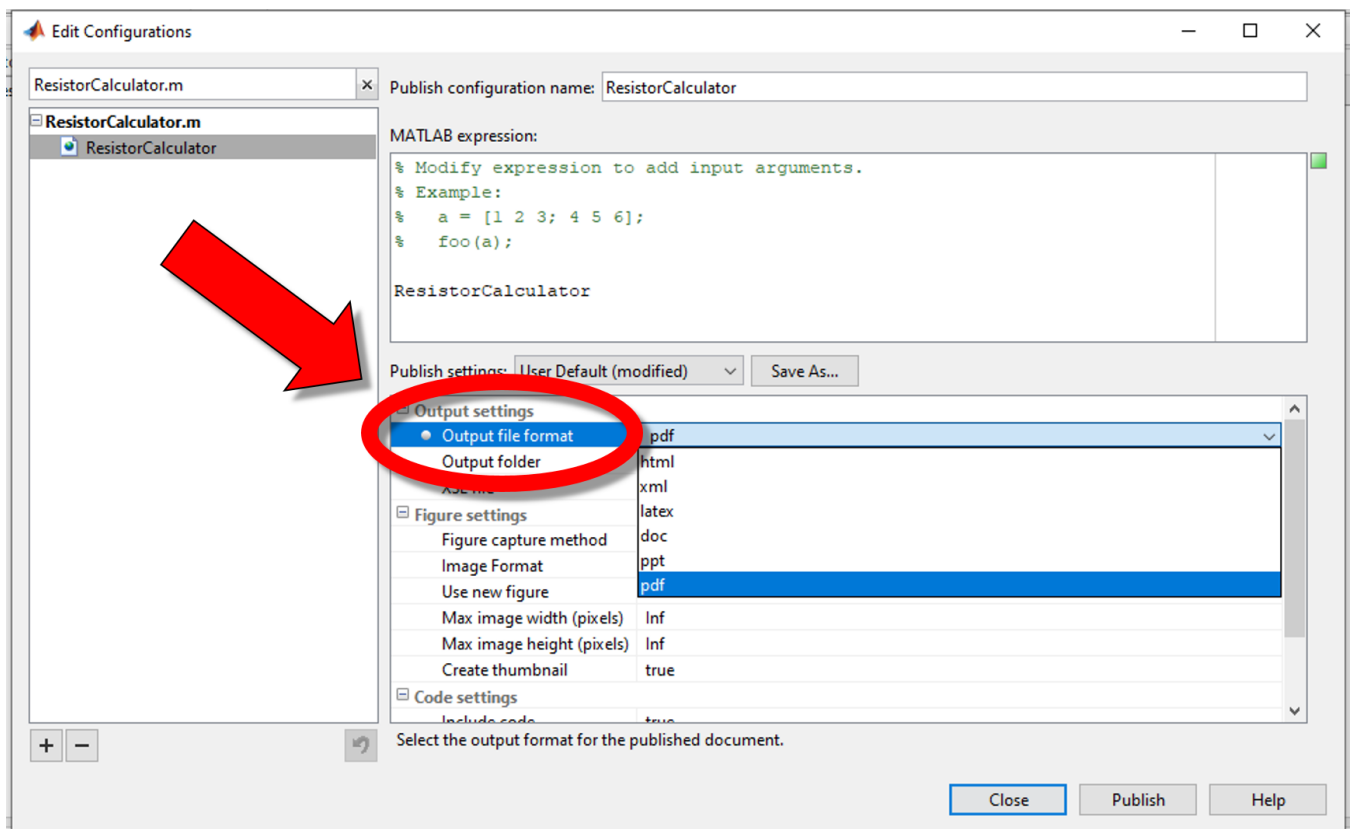 Edit Configurations
ResistorCalculator.m
Publish configuration name: ResistorCalculator
ResistorCalculator.m
ResistorCalculator
MATLAB expression:
% Modify expression to add input arguments.
% Example:
%   a = [1 2 3; 4 5 6];
%   foo(a);
ResistorCalculator
Publish settings: User Default (modified) Save As...
Output settings
Output file format pdf
Output folder html
xml
Figure settings latex
Figure capture method doc
Image Format ppt
Use new figure pdf
Max image width (pixels) Inf
Max image height (pixels) Inf
Create thumbnail true
Code settings
Include code true
Select the output format for the published document.
Close Publish Help